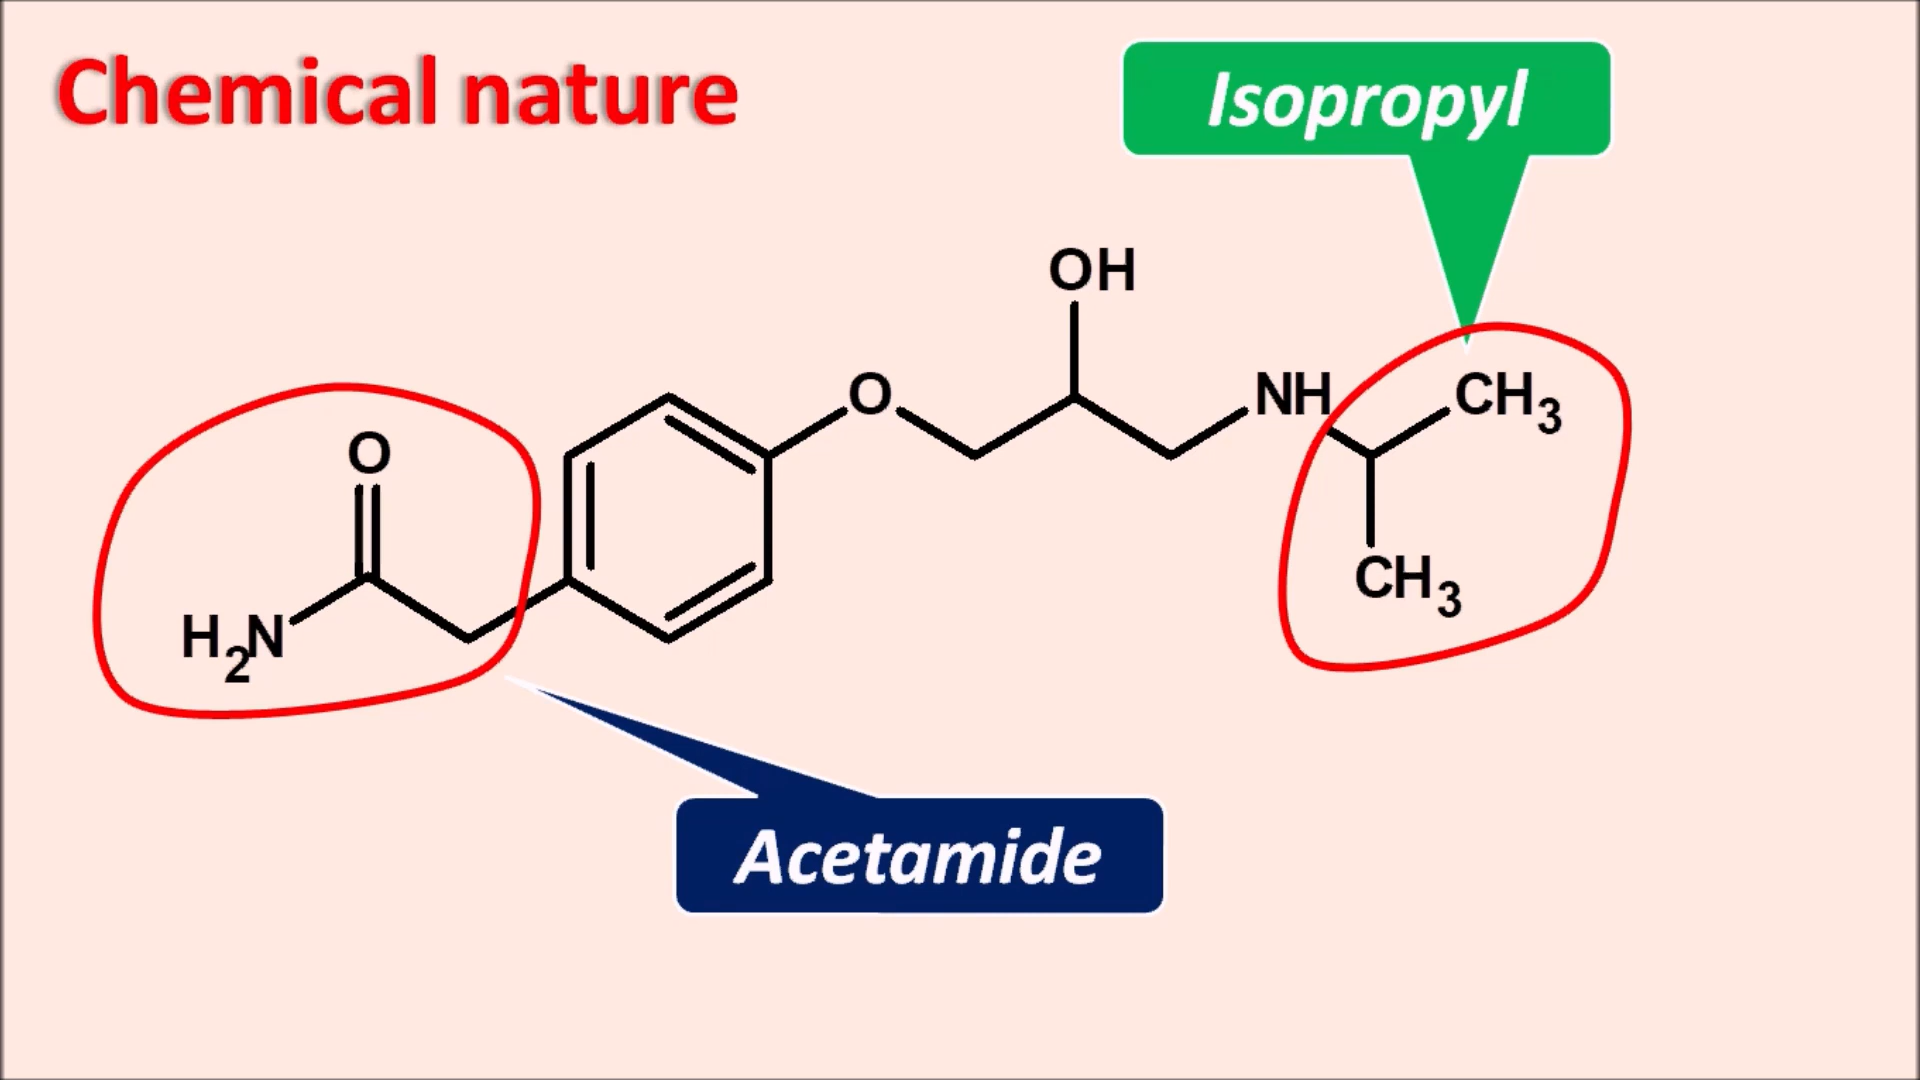 Chemical nature
Isopropyl
OH
O
NH
CH3
O
CH3
H2N
Acetamide